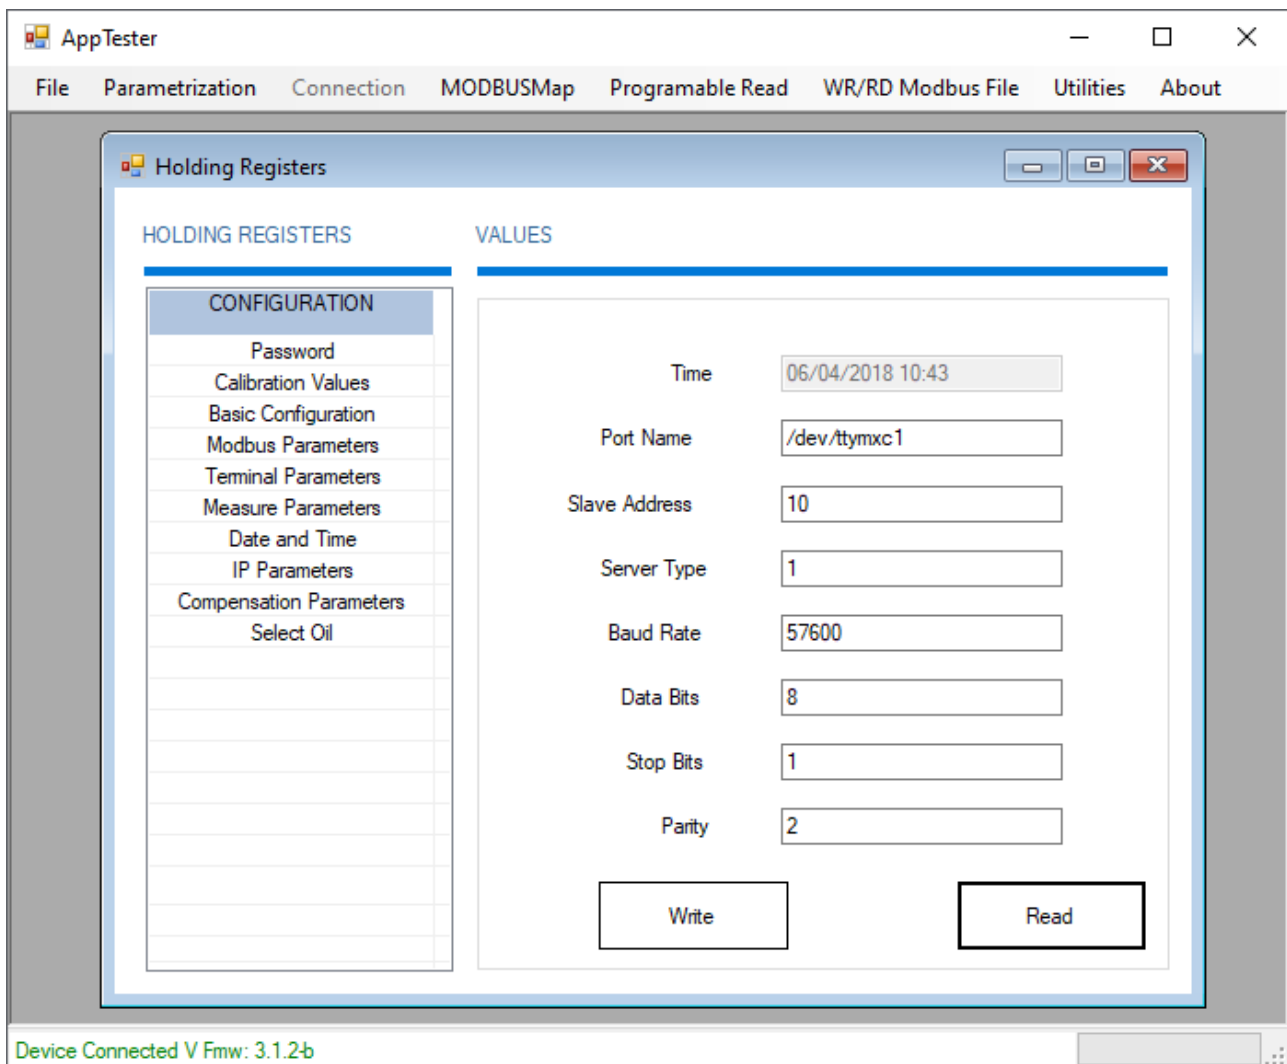 AppTester
File Parametrization Connection MODBUSMap Programable Read WR/RD Modbus File Utilities About
Holding Registers
HOLDING REGISTERS
CONFIGURATION
Password
Calibration Values
Basic Configuration
Modbus Parameters
Terminal Parameters
Measure Parameters
Date and Time
IP Parameters
Compensation Parameters
Select Oil
VALUES
Time 06/04/2018 10:43
Port Name /dev/ttymxc1
Slave Address 10
Server Type 1
Baud Rate 57600
Data Bits 8
Stop Bits 1
Parity 2
Write Read
Device Connected V Fmw: 3.1.2-b